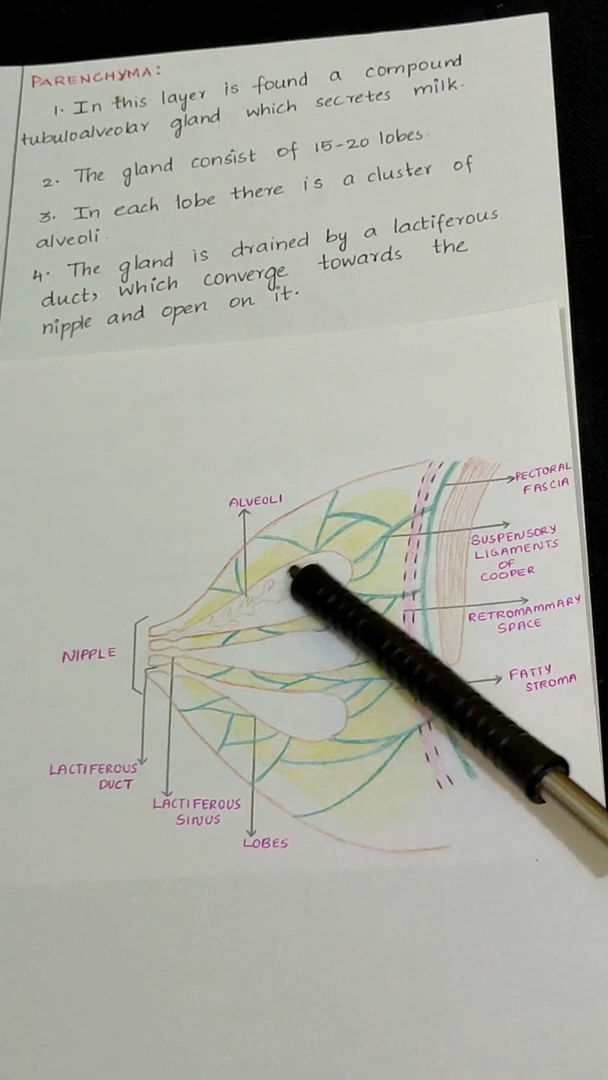 PARENCHYMA:
1. In this layer is found a compound
tubuloalveolar gland which secretes milk.
2. The gland consist of 15-20 lobes.
3. In each lobe there is a cluster of
alveoli.
4. The gland is drained by a lactiferous
duct, which converge towards the
nipple and open on it.
ALVEOLI
PECTORAL
FASCIA
SUSPENSORY
LIGAMENTS
OF
COOPER
RETROMAMMARY
SPACE
NIPPLE
FATTY
STROMA
LACTIFEROUS
DUCT
LACTIFEROUS
SINUS
LOBES